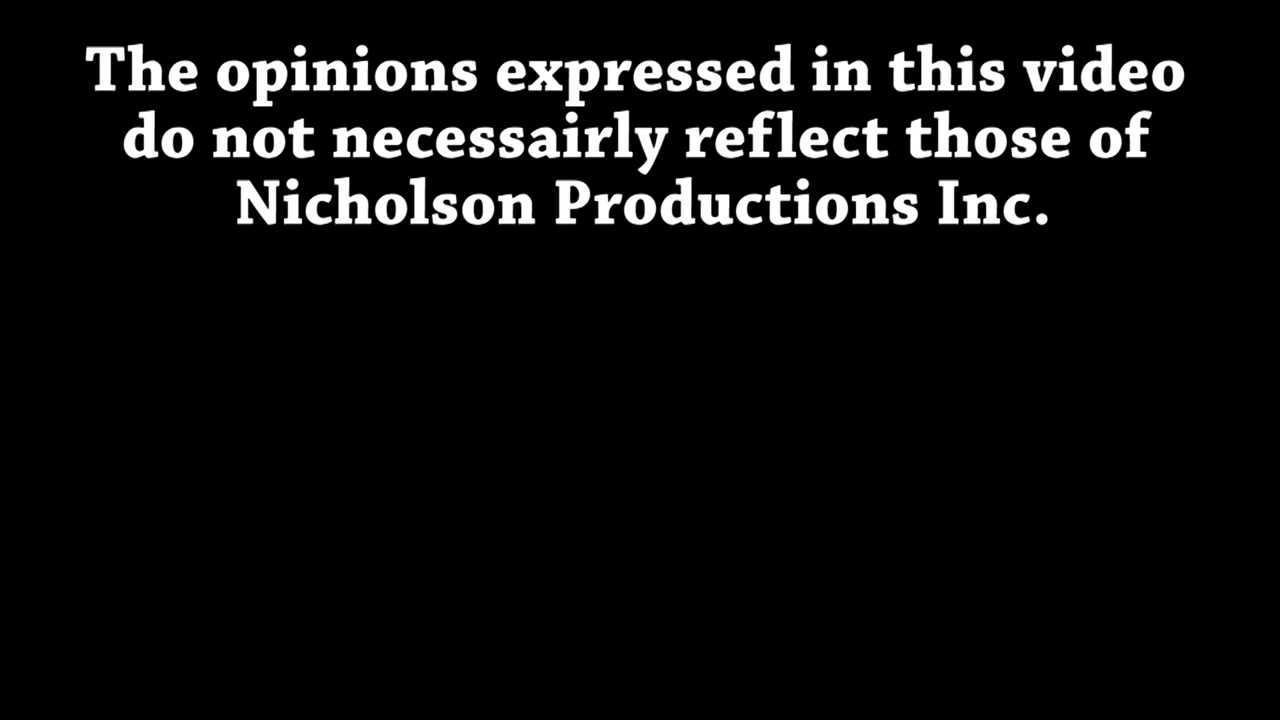 The opinions expressed in this video
do not necessairly reflect those of
Nicholson Productions Inc.